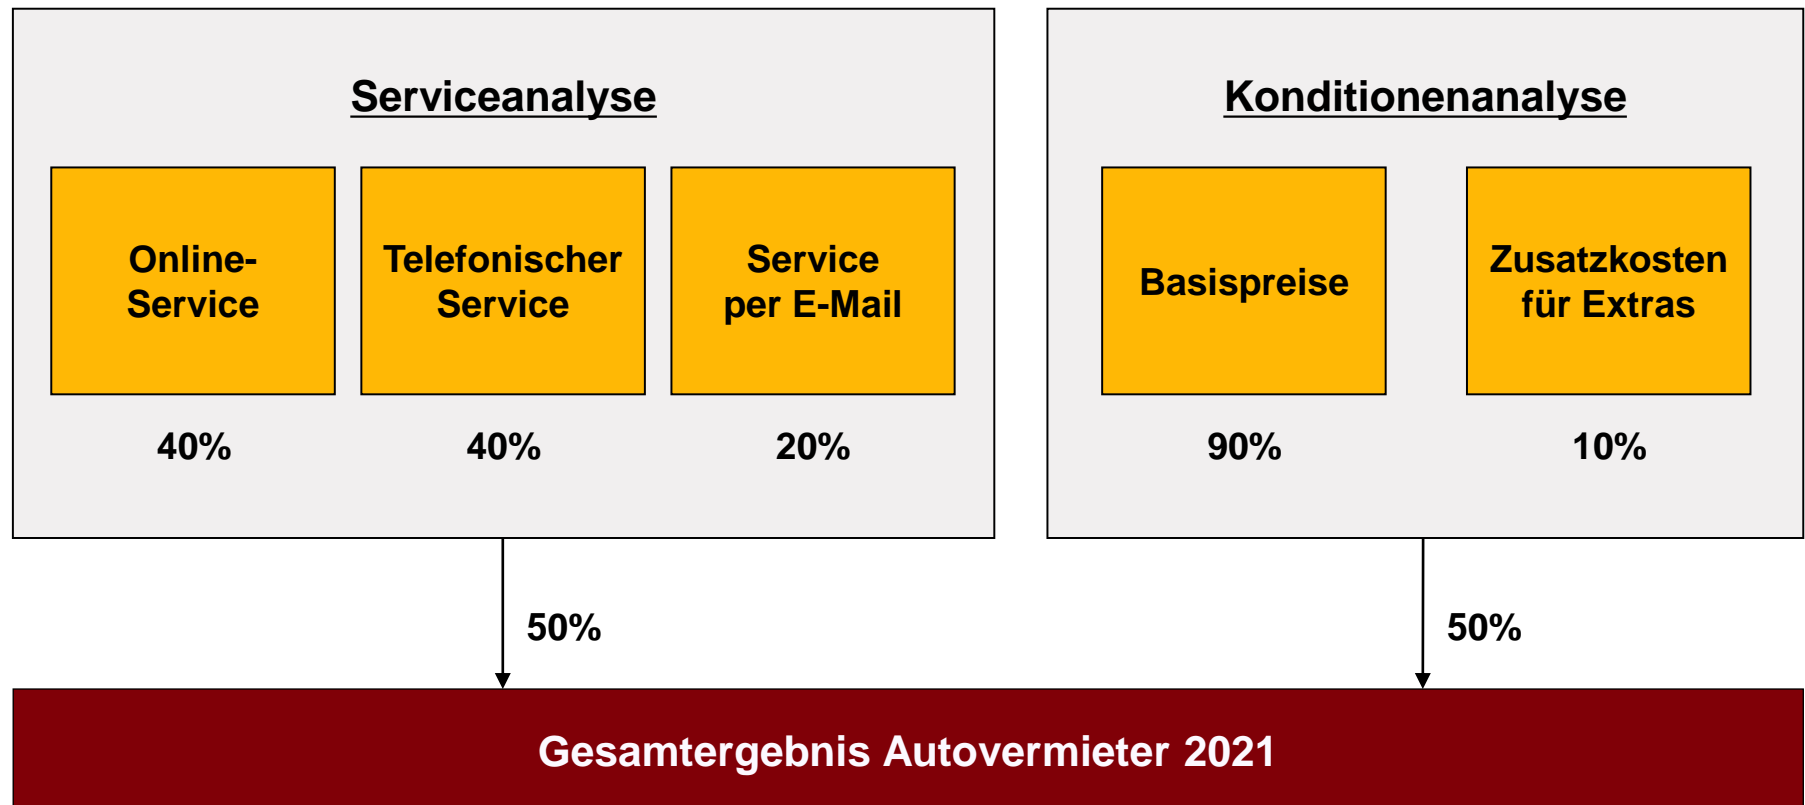 Serviceanalyse
Online-
Service
40%
Telefonischer
Service
40%
Service
per E-Mail
20%
50%
Konditionenanalyse
Basispreise
90%
Zusatzkosten
für Extras
10%
50%
Gesamtergebnis Autovermieter 2021